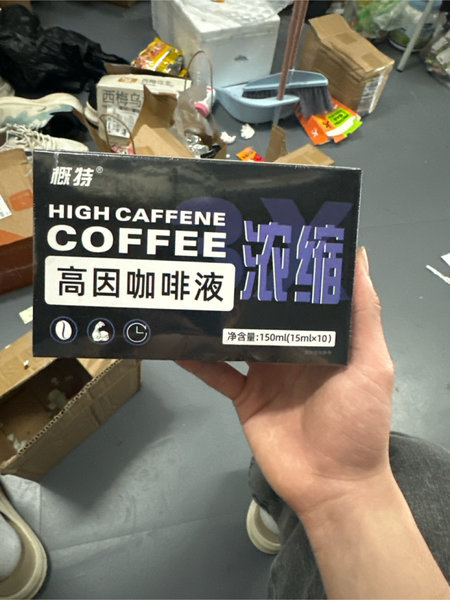 西梅乌
概特®
HIGH CAFFENE
COFFEE
3X
浓缩
高因咖啡液
净含量:150ml(15ml×10)